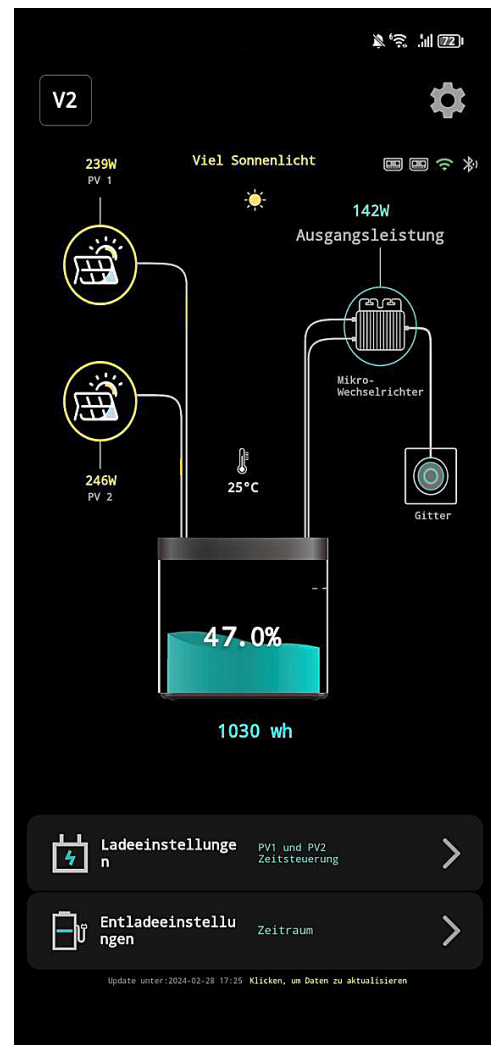 72
V2
239W
PV 1
Viel Sonnenlicht
142W
Ausgangsleistung
Mikro-
Wechselrichter
246W
PV 2
25°C
Gitter
47.0%
1030 wh
Ladeeinstellunge
n
PV1 und PV2
Zeitsteuerung
Entladeeinstellu
ngen
Zeitraum
Update unter:2024-02-28 17:25 Klicken, um Daten zu aktualisieren